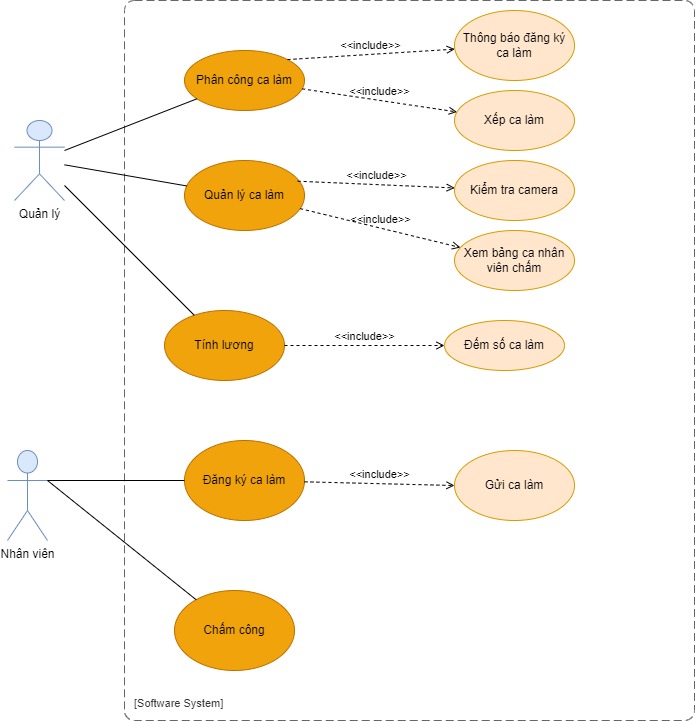 <<include>>
Thông báo đăng ký
ca làm
Phân công ca làm
<<include>>
Xếp ca làm
Quản lý
<<include>>
Kiểm tra camera
Quản lý ca làm
<<include>>
Xem bảng ca nhân
viên chấm
Tính lương
<<include>>
Đếm số ca làm
Nhân viên
Đăng ký ca làm
<<include>>
Gửi ca làm
Chấm công
[Software System]